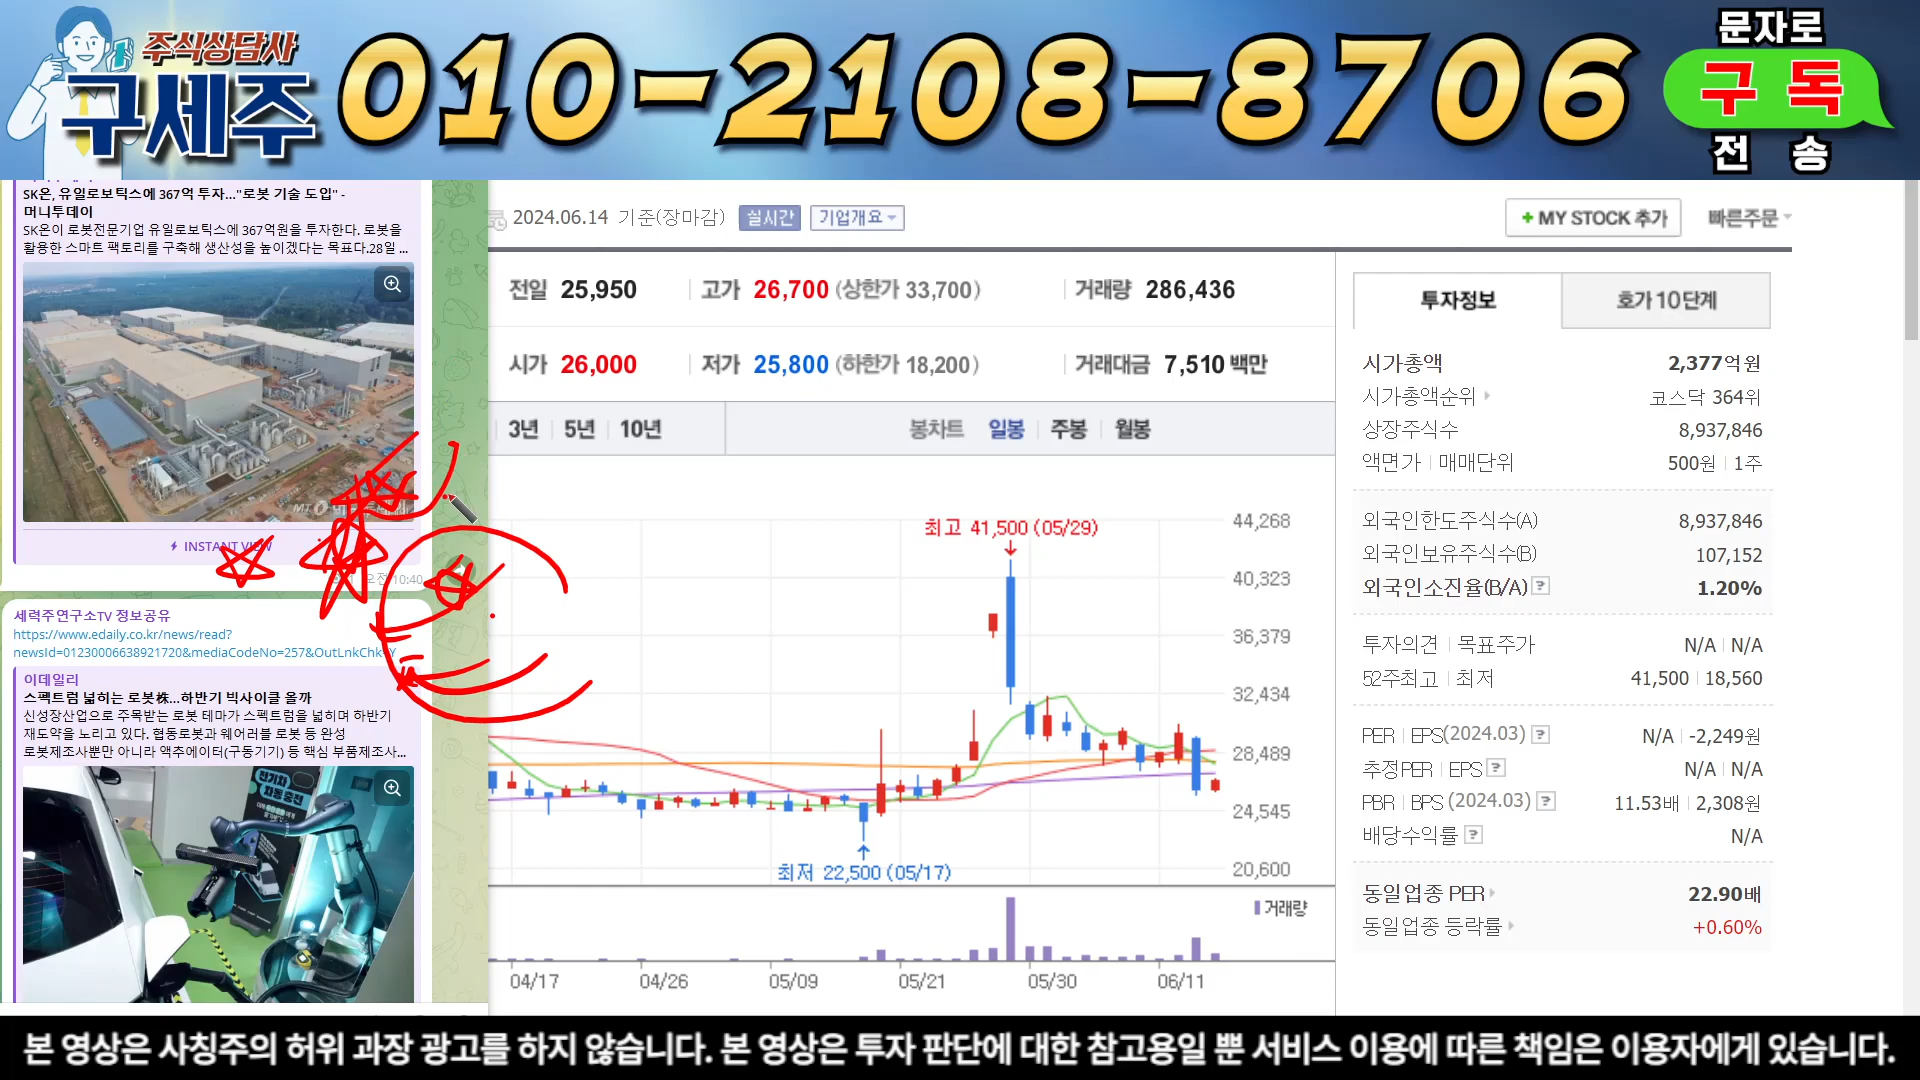 주식상담사
구세주
010-2108-8706
문자로
구독
전송
SK온, 유일로보틱스에 367억 투자..."로봇 기술 도입" -
머니투데이
SK온이 로봇전문기업 유일로보틱스에 367억원을 투자한다. 로봇을
활용한 스마트 팩토리를 구축해 생산성을 높이겠다는 목표다.28일 ...
INSTANT VIEW
오전 10:40
세력주연구소TV 정보공유
https://www.edaily.co.kr/news/read?
newsId=01230006638921720&mediaCodeNo=257&OutLnkChk=Y
이데일리
스펙트럼 넓히는 로봇株…하반기 빅사이클 올까
신성장산업으로 주목받는 로봇 테마가 스펙트럼을 넓히며 하반기
재도약을 노리고 있다. 협동로봇과 웨어러블 로봇 등 완성
로봇제조사뿐만 아니라 액추에이터(구동기기) 등 핵심 부품제조사...
전기차
자동충전
2024.06.14 기준(장마감) 실시간 기업개요
+ MY STOCK 추가 빠른주문
전일 25,950 고가 26,700 (상한가 33,700) 거래량 286,436
시가 26,000 저가 25,800 (하한가 18,200) 거래대금 7,510 백만
3년 5년 10년 봉차트 일봉 주봉 월봉
최고 41,500 (05/29)
최저 22,500 (05/17)
44,268
40,323
36,379
32,434
28,489
24,545
20,600
거래량
04/17 04/26 05/09 05/21 05/30 06/11
투자정보 호가 10단계
시가총액 2,377억원
시가총액순위 코스닥 364위
상장주식수 8,937,846
액면가 매매단위 500원 1주
외국인한도주식수(A) 8,937,846
외국인보유주식수(B) 107,152
외국인소진율(B/A) ? 1.20%
투자의견 목표주가 N/A N/A
52주최고 최저 41,500 18,560
PER EPS(2024.03) ? N/A -2,249원
추정PER EPS ? N/A N/A
PBR BPS (2024.03) ? 11.53배 2,308원
배당수익률 ? N/A
동일업종 PER 22.90배
동일업종 등락률 +0.60%
본 영상은 사칭주의 허위 과장 광고를 하지 않습니다. 본 영상은 투자 판단에 대한 참고용일 뿐 서비스 이용에 따른 책임은 이용자에게 있습니다.